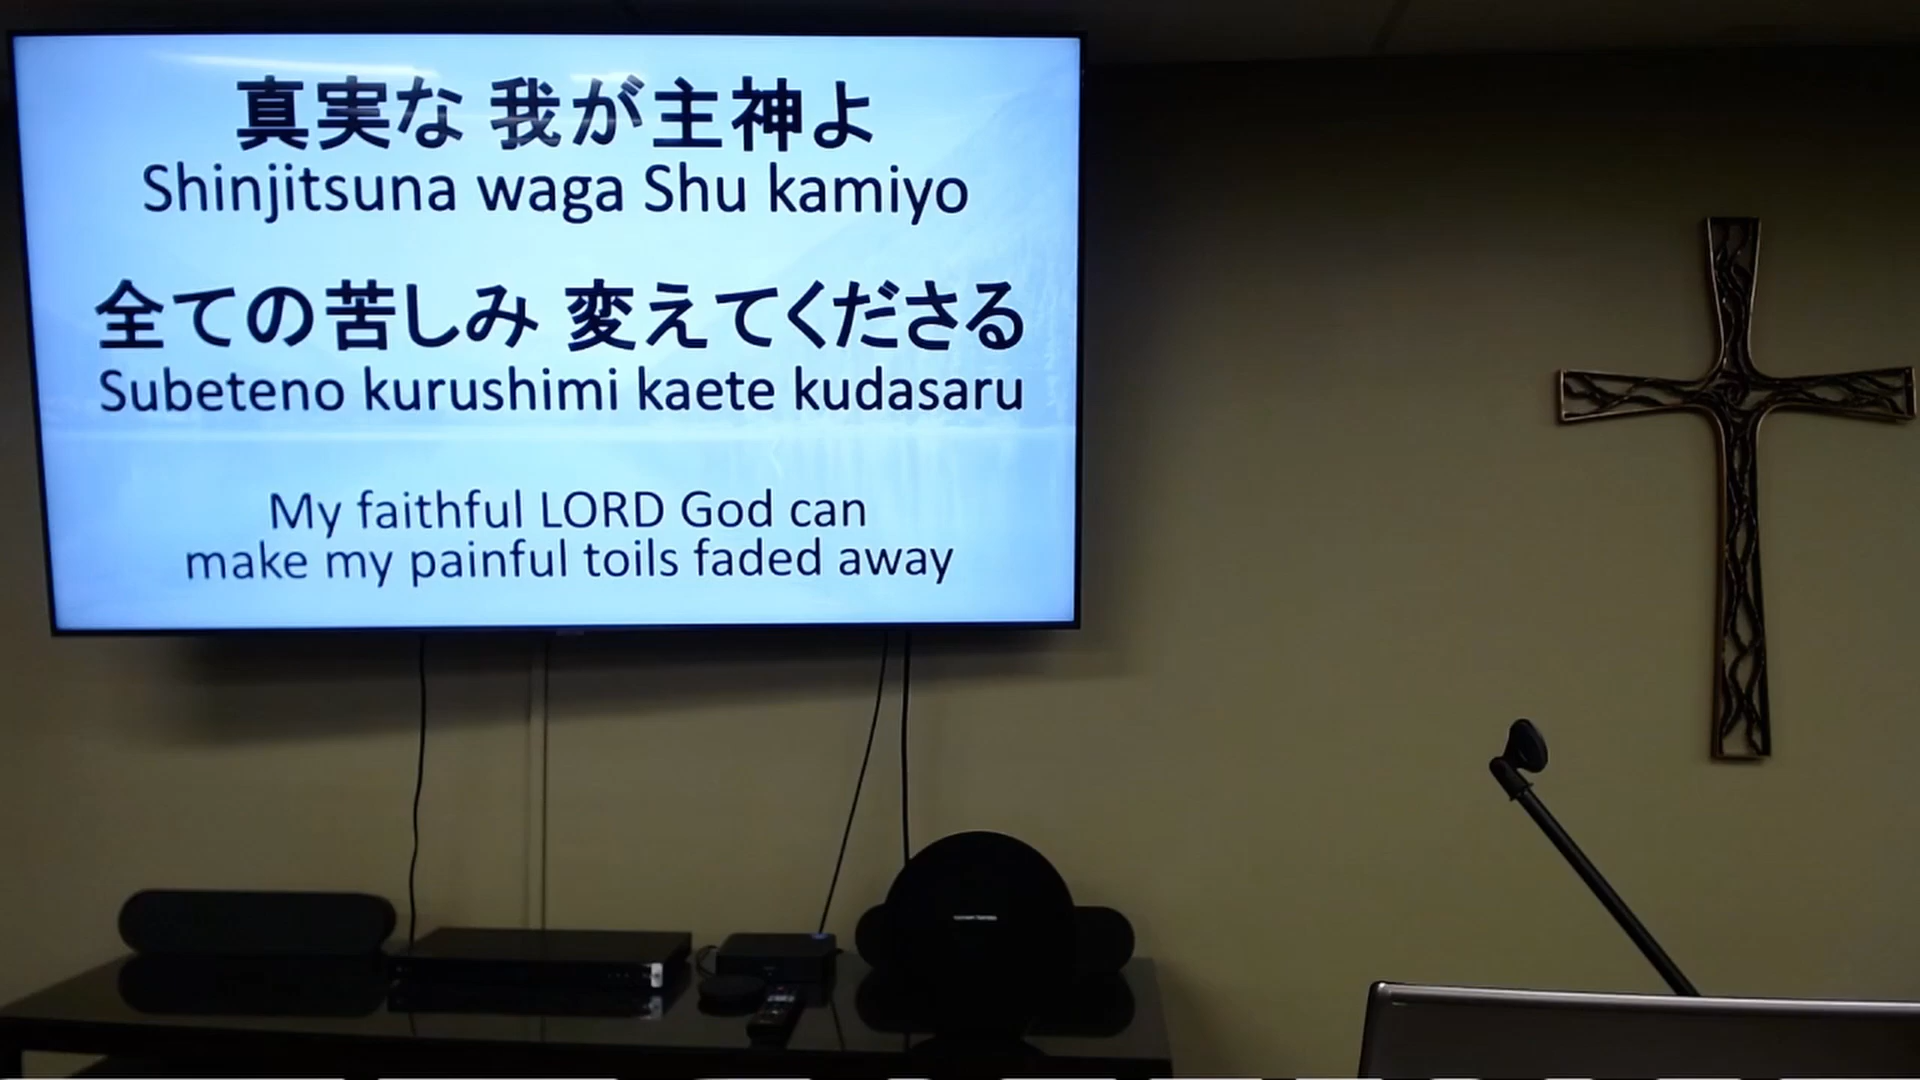 真実な 我が主神よ
Shinjitsuna waga Shu kamiyo
全ての苦しみ 変えてくださる
Subeteno kurushimi kaete kudasaru
My faithful LORD God can
make my painful toils faded away